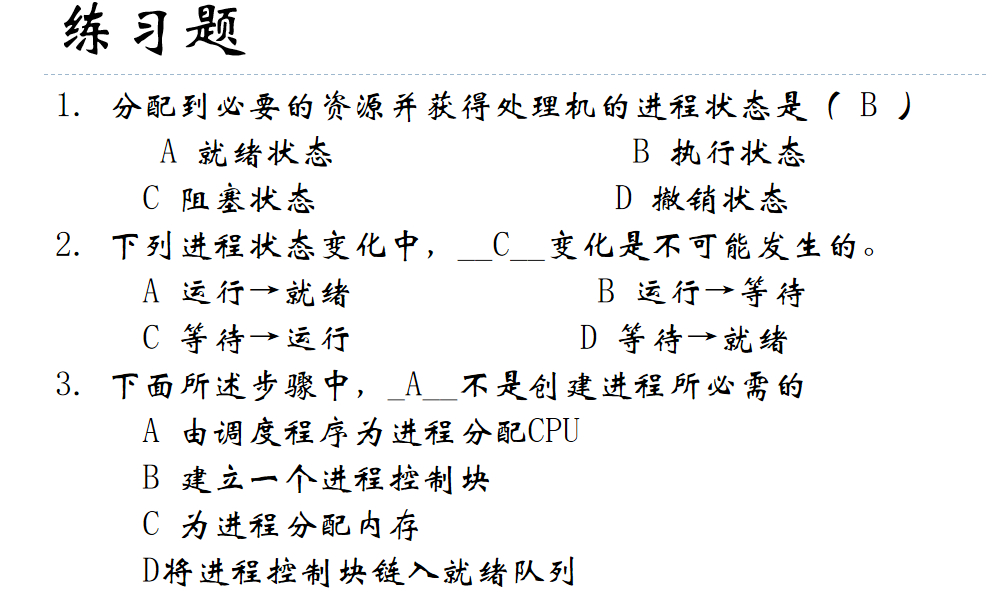 练习题
1. 分配到必要的资源并获得处理机的进程状态是（ B ）
A 就绪状态 B 执行状态
C 阻塞状态 D 撤销状态
2. 下列进程状态变化中，__C__变化是不可能发生的。
A 运行→就绪 B 运行→等待
C 等待→运行 D 等待→就绪
3. 下面所述步骤中，_A__不是创建进程所必需的
A 由调度程序为进程分配CPU
B 建立一个进程控制块
C 为进程分配内存
D将进程控制块链入就绪队列